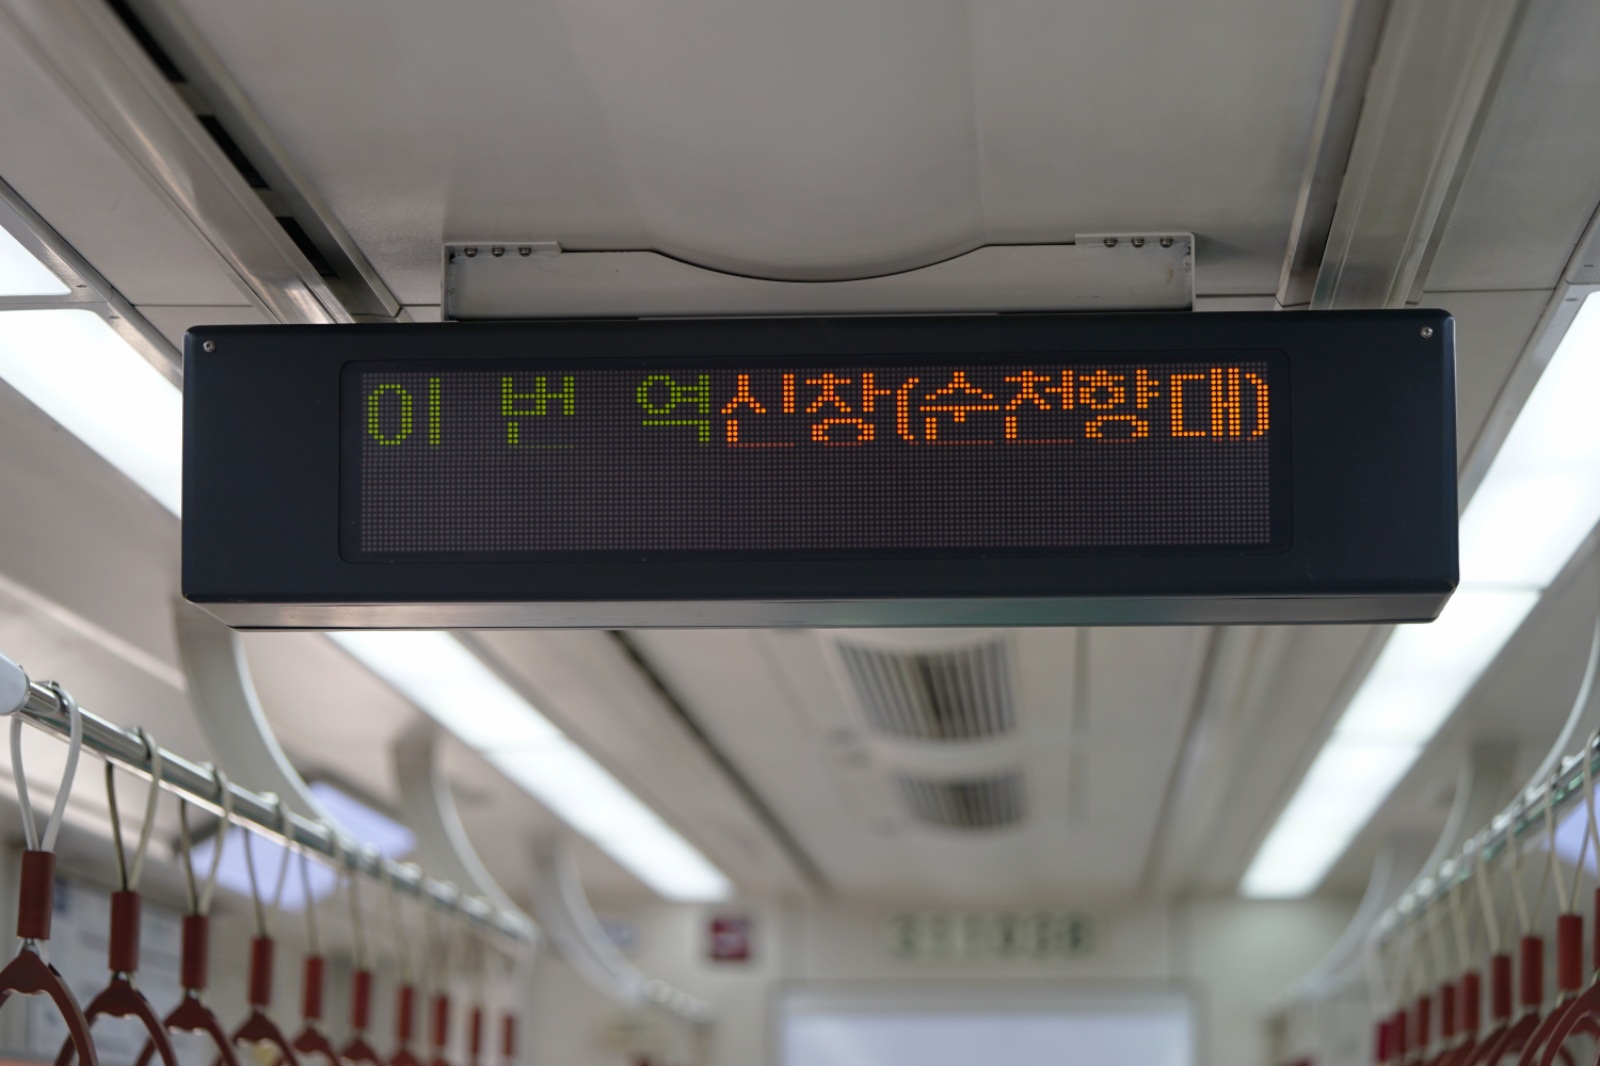 이 번 역 신창(순천향대)